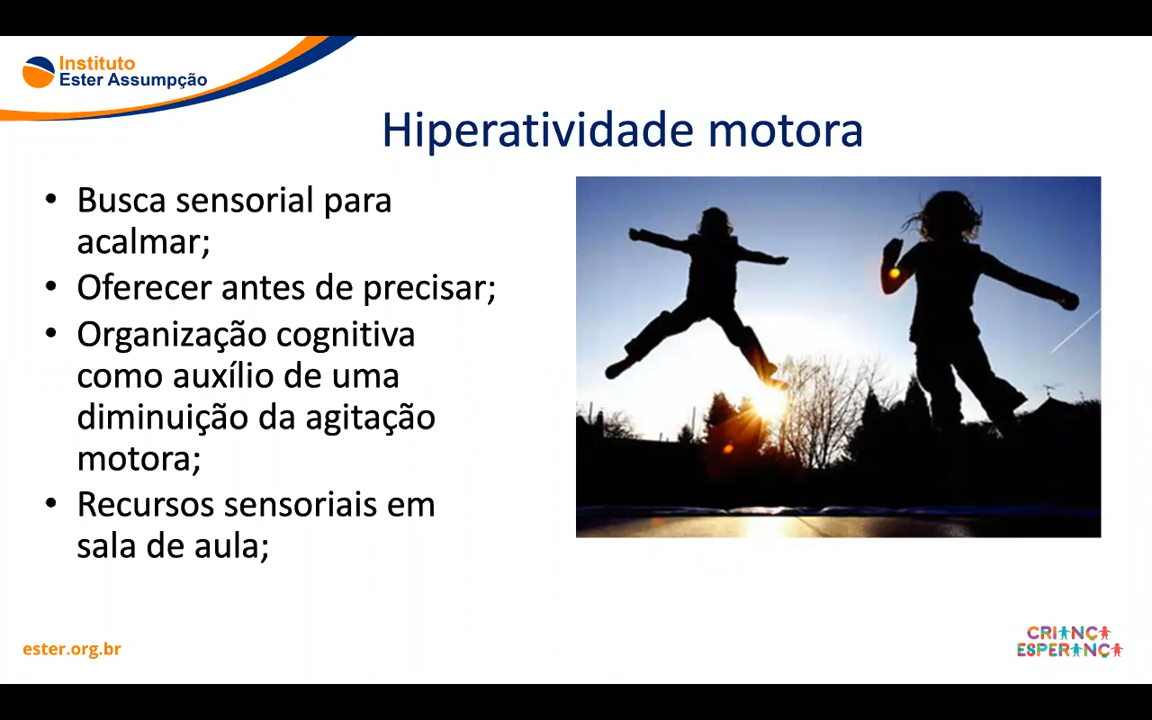 Instituto
Ester Assumpção
Hiperatividade motora
• Busca sensorial para
acalmar;
• Oferecer antes de precisar;
• Organização cognitiva
como auxílio de uma
diminuição da agitação
motora;
• Recursos sensoriais em
sala de aula;
ester.org.br
CRIANÇA
ESPERANÇA